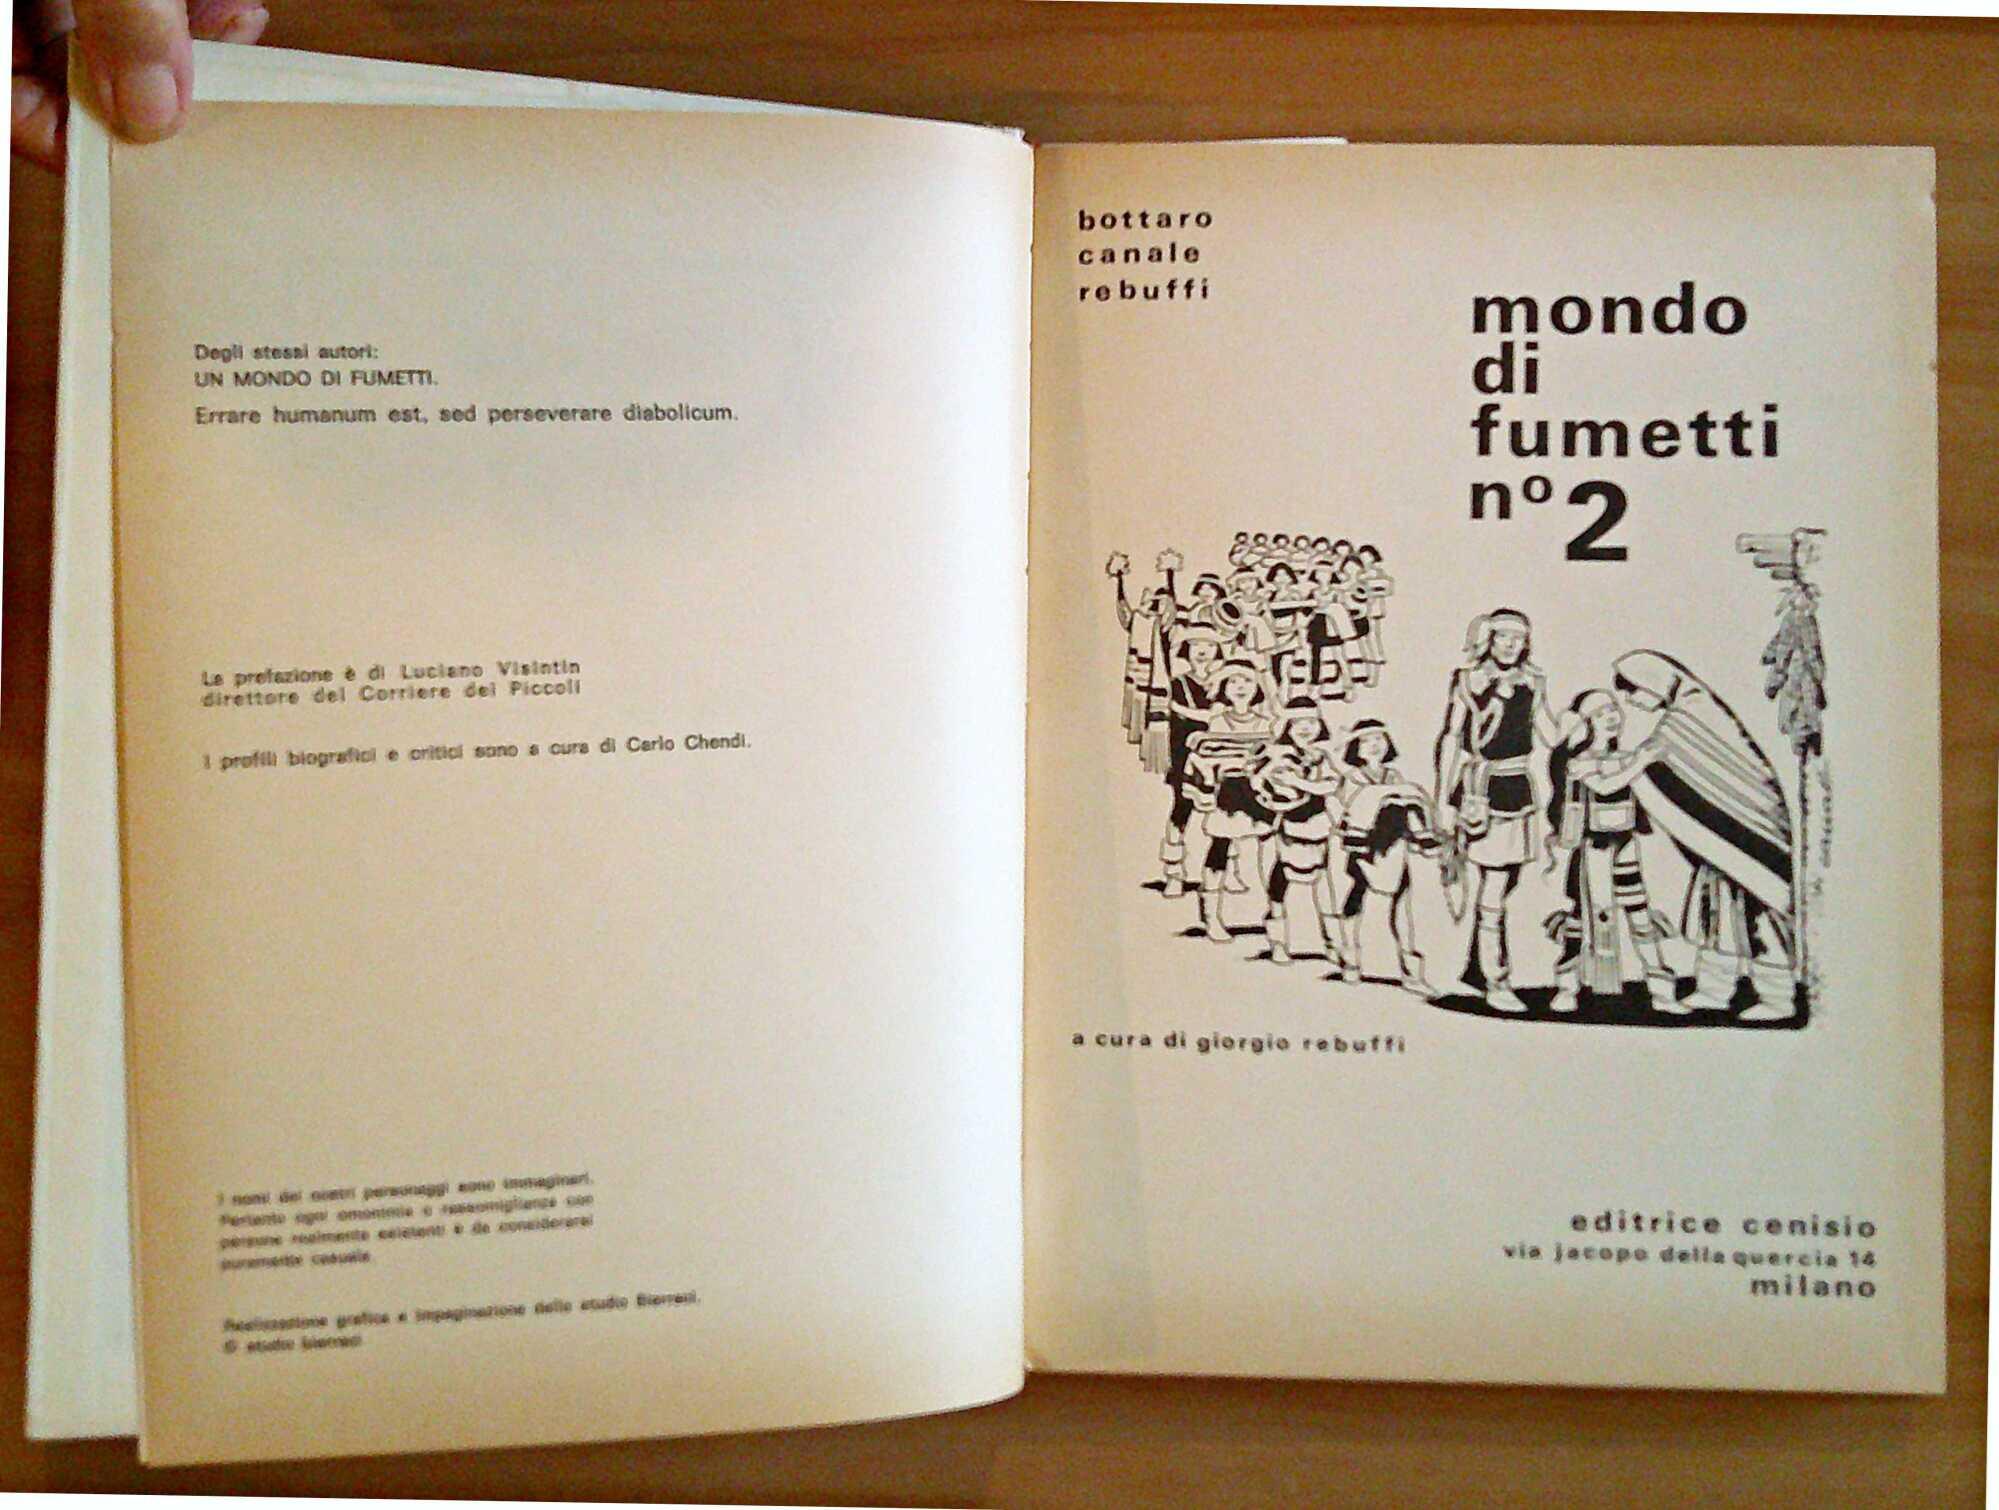 Degli stessi autori:
UN MONDO DI FUMETTI.
Errare humanum est, sed perseverare diabolicum.
La prefazione è di Luciano Visintin
direttore del Corriere dei Piccoli
I profili biografici e critici sono a cura di Carlo Chendi.
I nomi dei nostri personaggi sono immaginari.
Pertanto ogni omonimia o rassomiglianza con
persone realmente esistenti è da considerarsi
puramente casuale.
Realizzazione grafica e impaginazione dello studio Bierreci.
© studio bierreci
bottaro
canale
rebuffi
mondo
di
fumetti
nº 2
a cura di giorgio rebuffi
editrice cenisio
via jacopo della quercia 14
milano